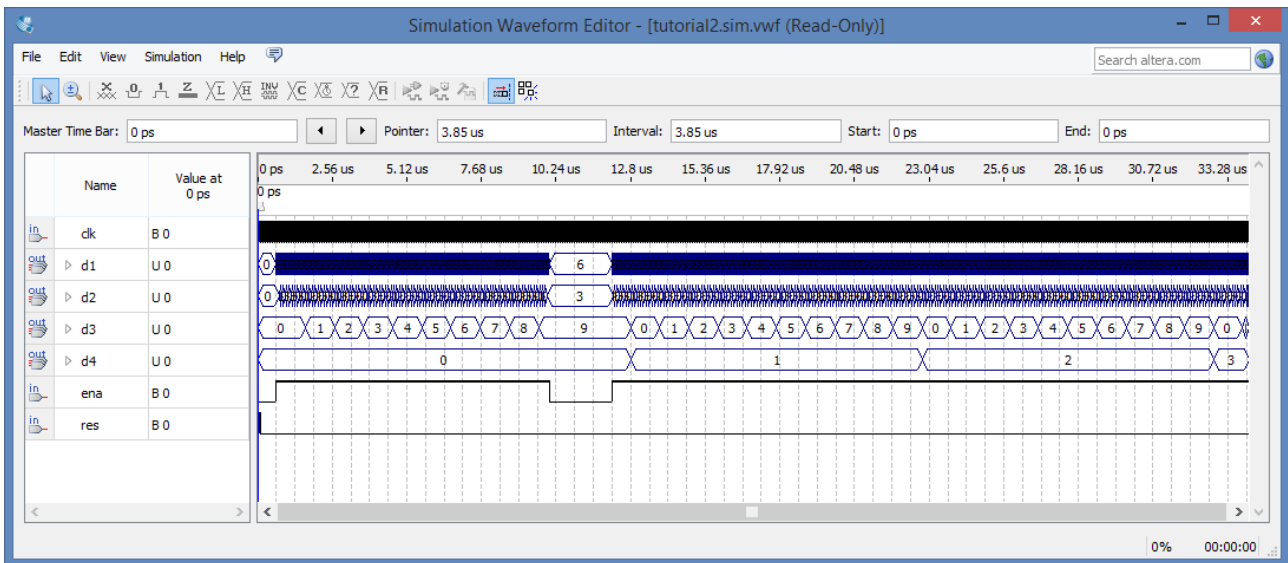 Simulation Waveform Editor - [tutorial2.sim.vwf (Read-Only)]
File Edit View Simulation Help Search altera.com
Master Time Bar: 0 ps Pointer: 3.85 us Interval: 3.85 us Start: 0 ps End: 0 ps
Name Value at 0 ps 0 ps 2.56 us 5.12 us 7.68 us 10.24 us 12.8 us 15.36 us 17.92 us 20.48 us 23.04 us 25.6 us 28.16 us 30.72 us 33.28 us
0 ps
in clk B 0
out d1 U 0 0 6
out d2 U 0 0 3
out d3 U 0 0 1 2 3 4 5 6 7 8 9 0 1 2 3 4 5 6 7 8 9 0 1 2 3 4 5 6 7 8 9 0
out d4 U 0 0 1 2 3
in ena B 0
in res B 0
0% 00:00:00